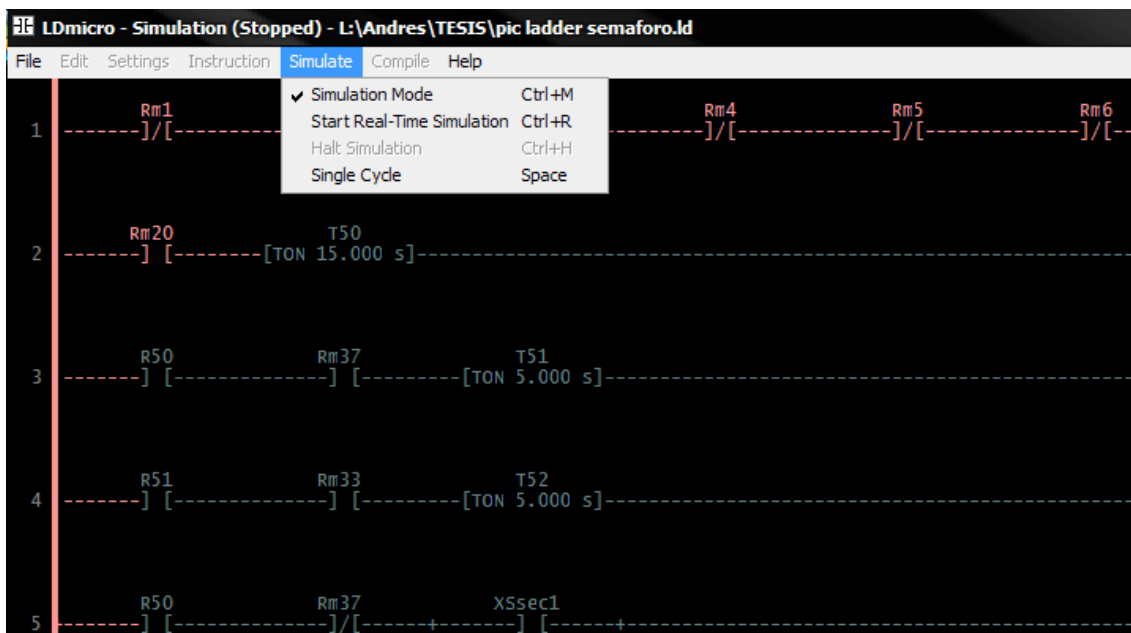 LDmicro - Simulation (Stopped) - L:\Andres\TESIS\pic ladder semaforo.ld
File Edit Settings Instruction Simulate Compile Help
✓ Simulation Mode Ctrl+M
Start Real-Time Simulation Ctrl+R
Halt Simulation Ctrl+H
Single Cycle Space
Rm1 Rm4 Rm5 Rm6
1 -------]/[----------- ---------]/[--------------]/[--------------]/[--
Rm20 T50
2 -------] [--------[TON 15.000 s]------------------------------------------------------------------
R50 Rm37 T51
3 -------] [--------------] [---------[TON 5.000 s]------------------------------------------------
R51 Rm33 T52
4 -------] [--------------] [---------[TON 5.000 s]------------------------------------------------
R50 Rm37 XSsec1
5 --------] [--------------]/[------+-------] [------+-----------------------------------------------